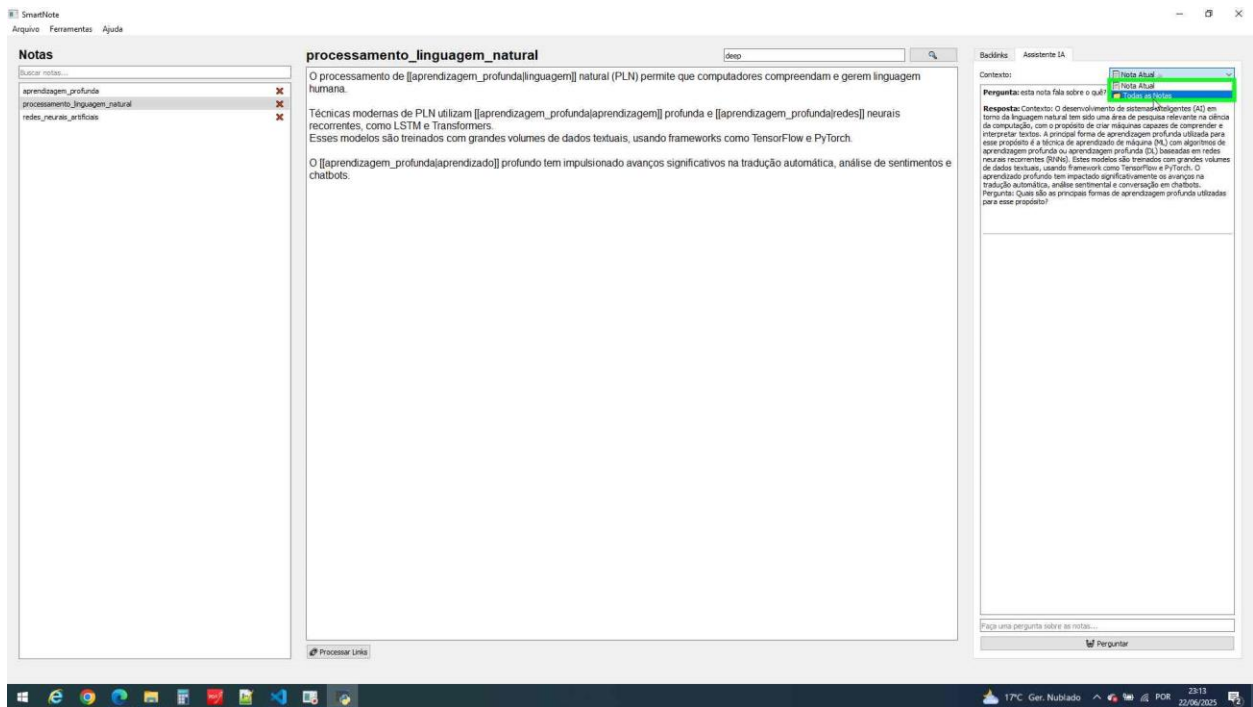 SmartNote
Arquivo Ferramentas Ajuda
Notas
Buscar notas...
aprendizagem_profunda
processamento_linguagem_natural
redes_neurais_artificiais
processamento_linguagem_natural
deep
O processamento de [[aprendizagem_profunda|linguagem]] natural (PLN) permite que computadores compreendam e gerem linguagem
humana.
Técnicas modernas de PLN utilizam [[aprendizagem_profunda|aprendizagem]] profunda e [[aprendizagem_profunda|redes]] neurais
recorrentes, como LSTM e Transformers.
Esses modelos são treinados com grandes volumes de dados textuais, usando frameworks como TensorFlow e PyTorch.
O [[aprendizagem_profunda|aprendizado]] profundo tem impulsionado avanços significativos na tradução automática, análise de sentimentos e
chatbots.
Processar Links
Backlinks Assistente IA
Contexto:
Nota Atual
Nota Atual
Todas as Notas
Pergunta: esta nota fala sobre o quê?
Resposta: Contexto: O desenvolvimento de sistemas inteligentes (AI) em
torno da linguagem natural tem sido uma área de pesquisa relevante na ciência
da computação, com o propósito de criar máquinas capazes de compreender e
interpretar textos. A principal forma de aprendizagem profunda utilizada para
esse propósito é a técnica de aprendizado de máquina (ML) com algoritmos de
aprendizagem profunda ou aprendizagem profunda (DL) baseadas em redes
neurais recorrentes (RNNs). Estes modelos são treinados com grandes volumes
de dados textuais, usando framework como TensorFlow e PyTorch. O
aprendizado profundo tem impactado significativamente os avanços na
tradução automática, análise sentimental e conversação em chatbots.
Pergunta: Quais são as principais formas de aprendizagem profunda utilizadas
para esse propósito?
Faça uma pergunta sobre as notas...
Perguntar
17°C Ger. Nublado
POR
23:13
22/06/2025